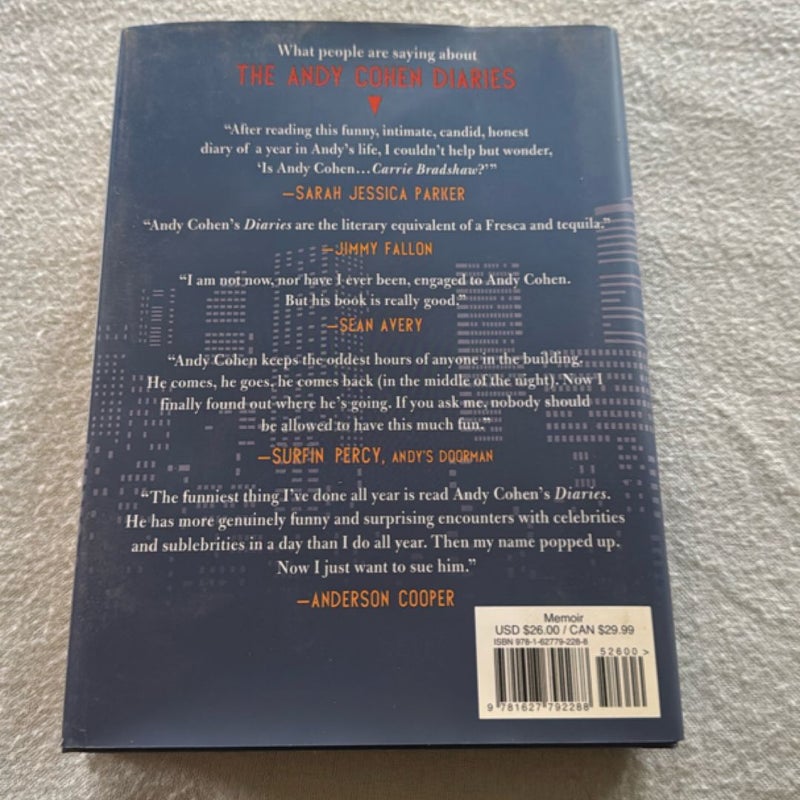 What people are saying about
THE ANDY COHEN DIARIES
“After reading this funny, intimate, candid, honest
diary of a year in Andy’s life, I couldn’t help but wonder,
‘Is Andy Cohen…Carrie Bradshaw?’”
—SARAH JESSICA PARKER
“Andy Cohen’s Diaries are the literary equivalent of a Fresca and tequila.”
—JIMMY FALLON
“I am not now, nor have I ever been, engaged to Andy Cohen.
But his book is really good.”
—SEAN AVERY
“Andy Cohen keeps the oddest hours of anyone in the building.
He comes, he goes, he comes back (in the middle of the night). Now I
finally found out where he’s going. If you ask me, nobody should
be allowed to have this much fun.”
—SURFIN PERCY, ANDY’S DOORMAN
“The funniest thing I’ve done all year is read Andy Cohen’s Diaries.
He has more genuinely funny and surprising encounters with celebrities
and sublebrities in a day than I do all year. Then my name popped up.
Now I just want to sue him.”
—ANDERSON COOPER
Memoir
USD $26.00 / CAN $29.99
ISBN 978-1-62779-228-8
52600 >
9 781627 792288